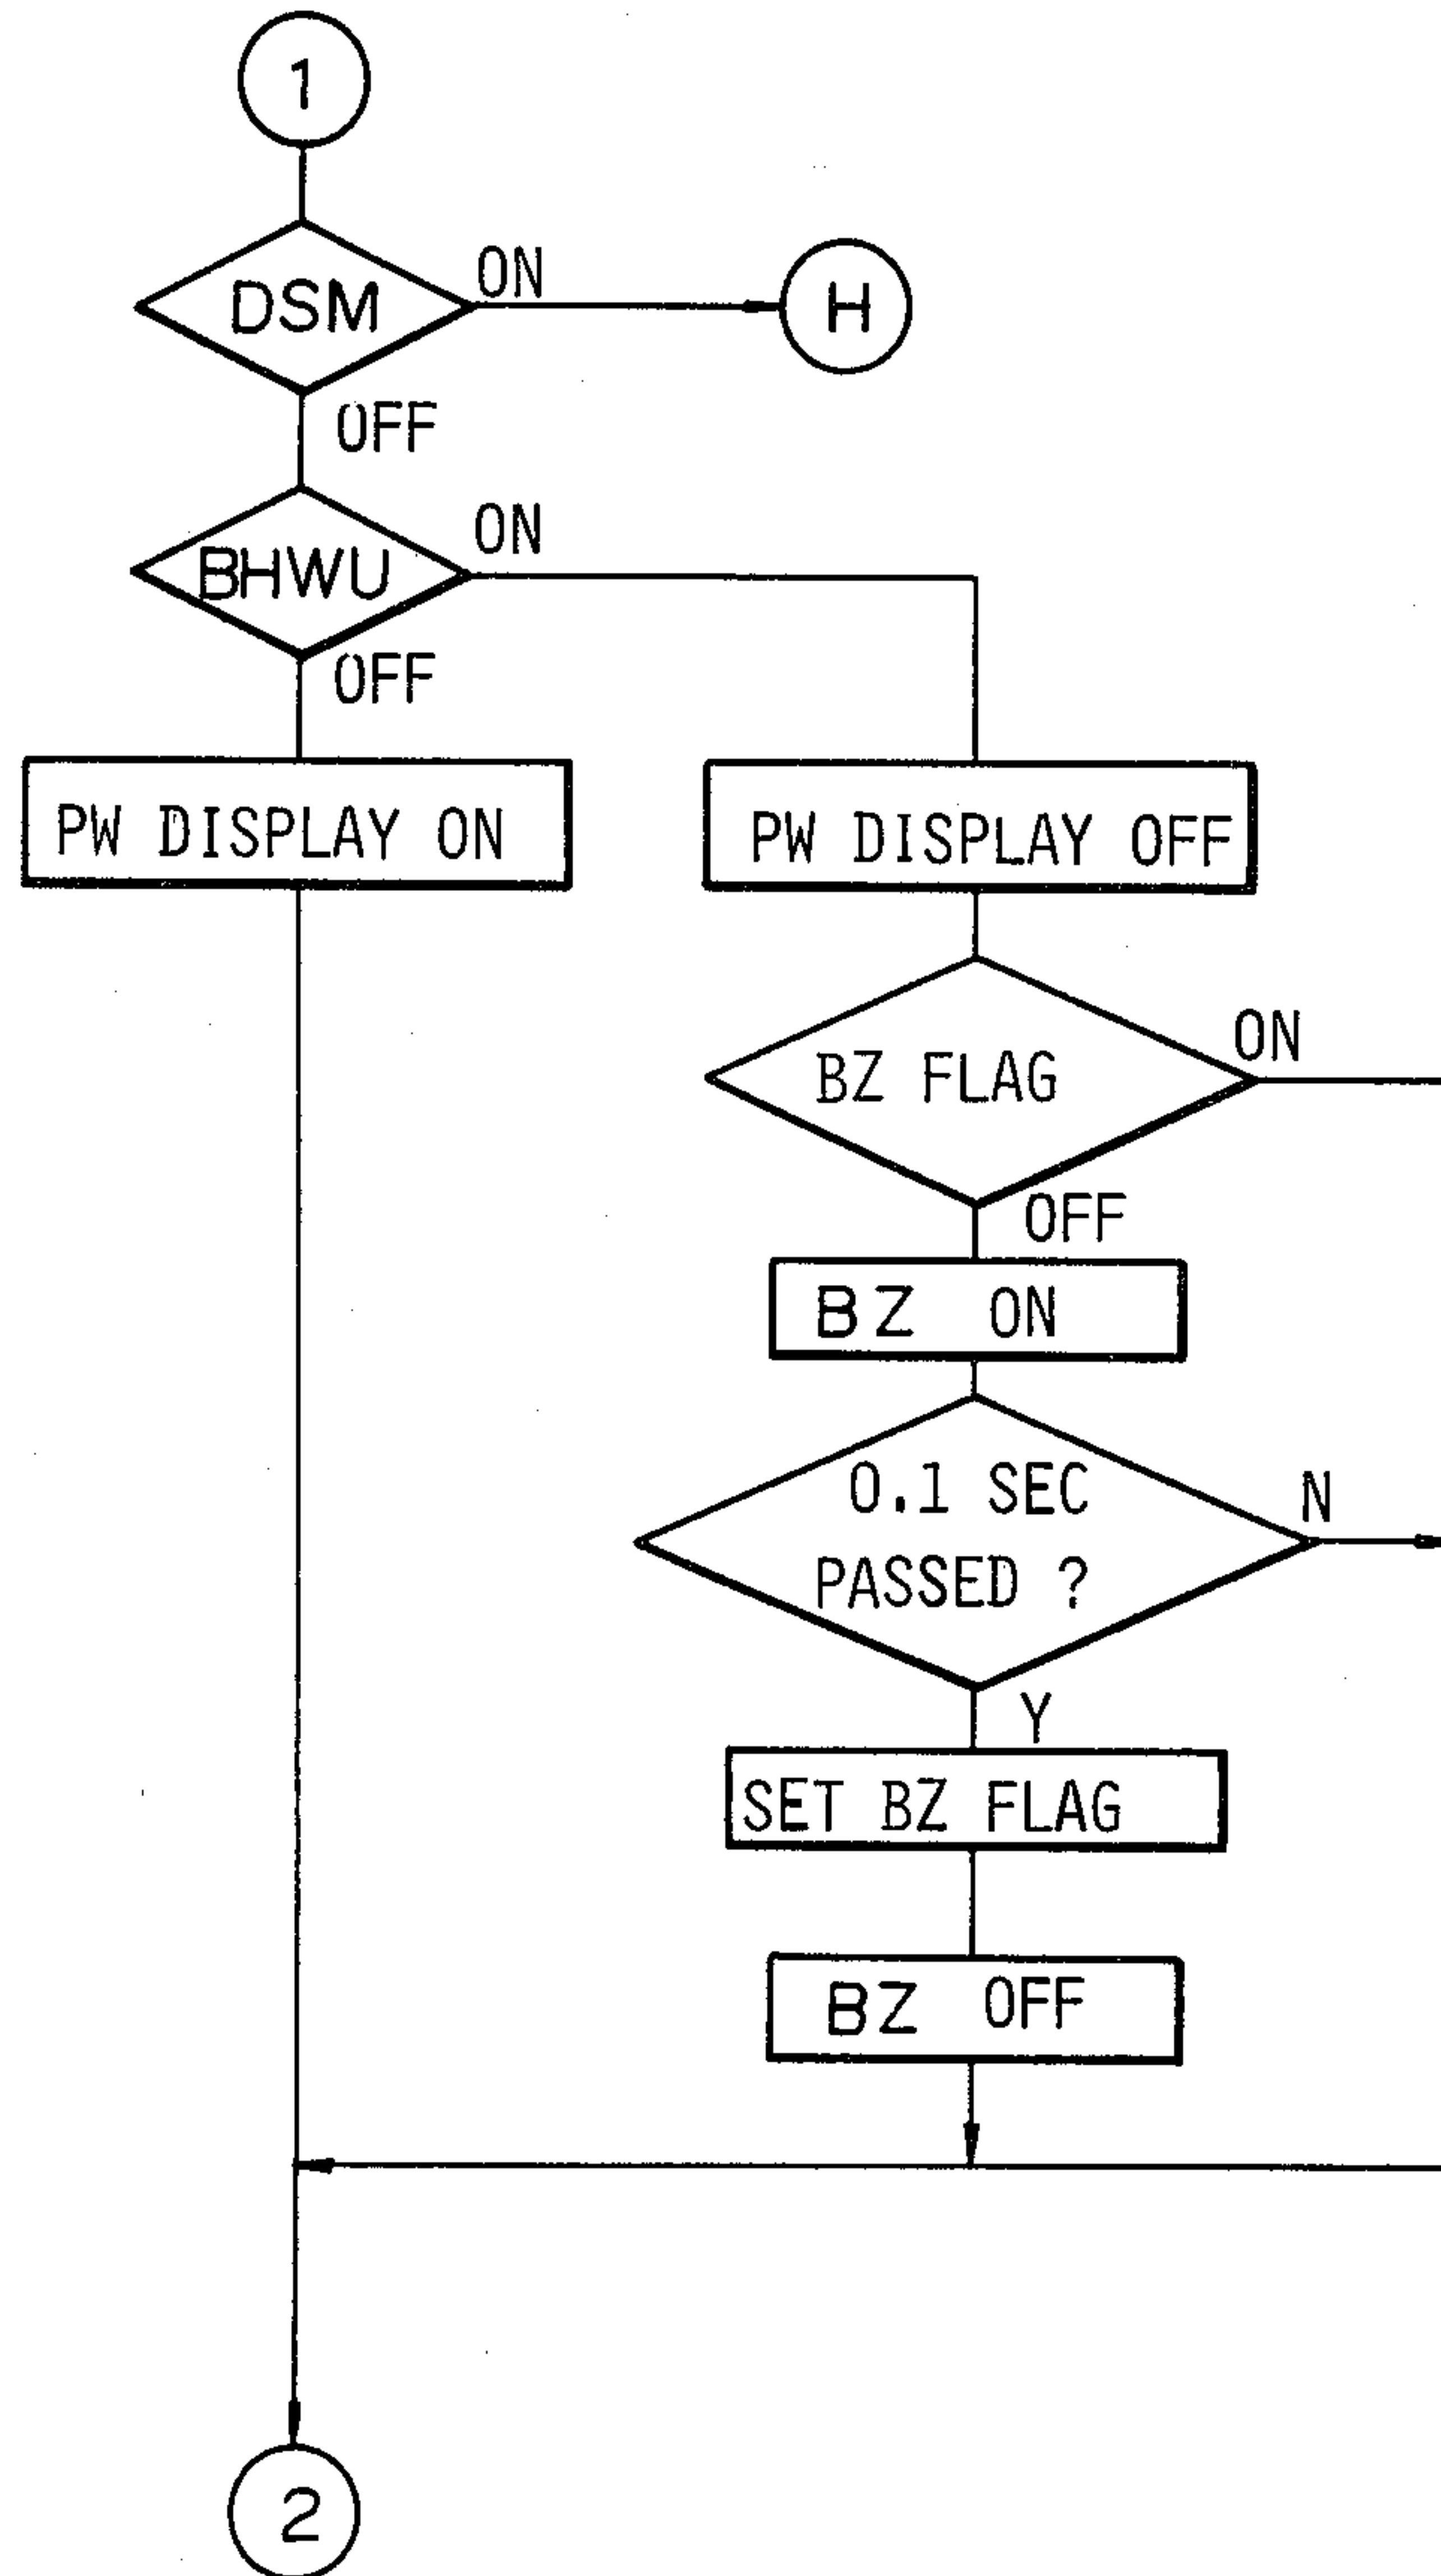 1
DSM
ON
H
OFF
BHWU
ON
OFF
PW DISPLAY ON
PW DISPLAY OFF
BZ FLAG
ON
OFF
BZ ON
0.1 SEC
PASSED ?
N
Y
SET BZ FLAG
BZ OFF
2